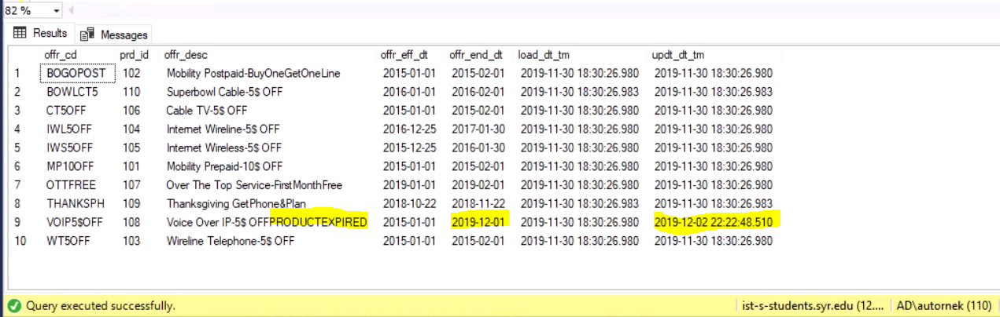 82 %
Results Messages
offr_cd prd_id offr_desc offr_eff_dt offr_end_dt load_dt_tm updt_dt_tm
1 BOGOPOST 102 Mobility Postpaid-BuyOneGetOneLine 2015-01-01 2015-02-01 2019-11-30 18:30:26.980 2019-11-30 18:30:26.980
2 BOWLCT5 110 Superbowl Cable-5$ OFF 2016-01-01 2016-02-01 2019-11-30 18:30:26.983 2019-11-30 18:30:26.983
3 CT5OFF 106 Cable TV-5$ OFF 2015-01-01 2015-02-01 2019-11-30 18:30:26.980 2019-11-30 18:30:26.980
4 IWL5OFF 104 Internet Wireline-5$ OFF 2016-12-25 2017-01-30 2019-11-30 18:30:26.980 2019-11-30 18:30:26.980
5 IWS5OFF 105 Internet Wireless-5$ OFF 2015-12-25 2016-01-30 2019-11-30 18:30:26.980 2019-11-30 18:30:26.980
6 MP10OFF 101 Mobility Prepaid-10$ OFF 2015-01-01 2015-02-01 2019-11-30 18:30:26.980 2019-11-30 18:30:26.980
7 OTTFREE 107 Over The Top Service-FirstMonthFree 2019-01-01 2019-02-01 2019-11-30 18:30:26.980 2019-11-30 18:30:26.980
8 THANKSPH 109 Thanksgiving GetPhone&Plan 2018-10-22 2018-11-22 2019-11-30 18:30:26.983 2019-11-30 18:30:26.983
9 VOIP5$OFF 108 Voice Over IP-5$ OFFPRODUCTEXPIRED 2015-01-01 2019-12-01 2019-11-30 18:30:26.980 2019-12-02 22:22:48.510
10 WT5OFF 103 Wireline Telephone-5$ OFF 2015-01-01 2015-02-01 2019-11-30 18:30:26.980 2019-11-30 18:30:26.980
Query executed successfully. ist-s-students.syr.edu (12.... AD\autornek (110)